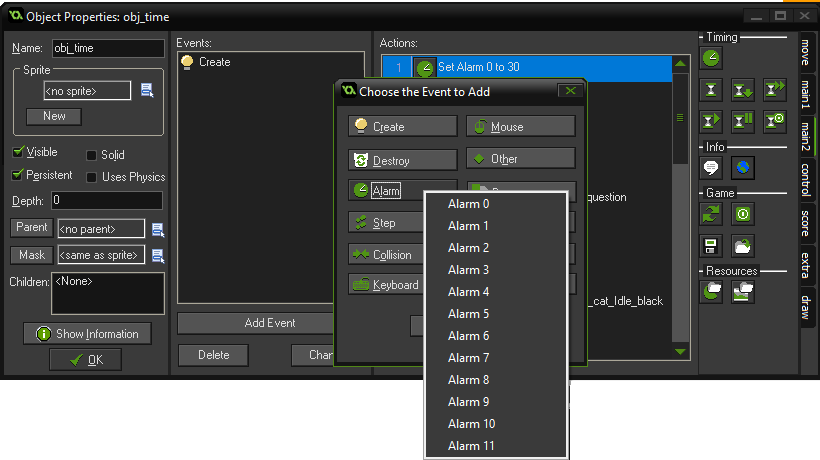 Object Properties: obj_time
Name: obj_time
Sprite
<no sprite>
New
Visible
Solid
Persistent
Uses Physics
Depth: 0
Parent <no parent>
Mask <same as sprite>
Children: <None>
Show Information
OK
Events:
Create
Add Event
Delete
Chan
Actions:
1 Set Alarm 0 to 30
question
_cat_Idle_black
Choose the Event to Add
Create
Mouse
Destroy
Other
Alarm
Step
Collision
Keyboard
Alarm 0
Alarm 1
Alarm 2
Alarm 3
Alarm 4
Alarm 5
Alarm 6
Alarm 7
Alarm 8
Alarm 9
Alarm 10
Alarm 11
Timing
Info
Game
Resources
move
main1
main2
control
score
extra
draw